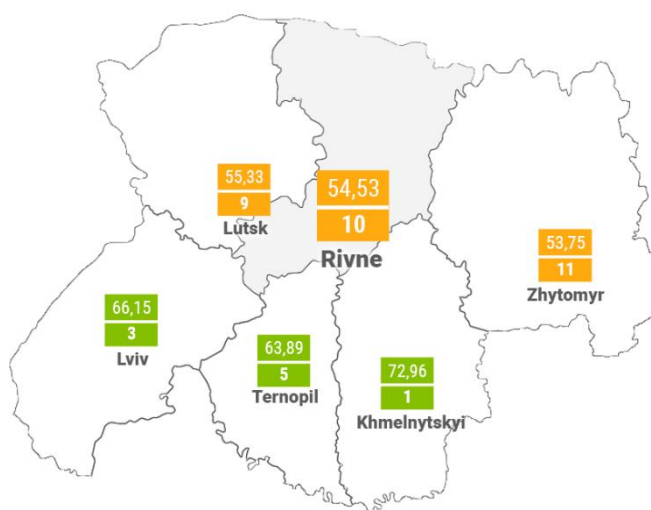 55,33
9
Lutsk
54,53
10
Rivne
53,75
11
Zhytomyr
66,15
3
Lviv
63,89
5
Ternopil
72,96
1
Khmelnytskyi